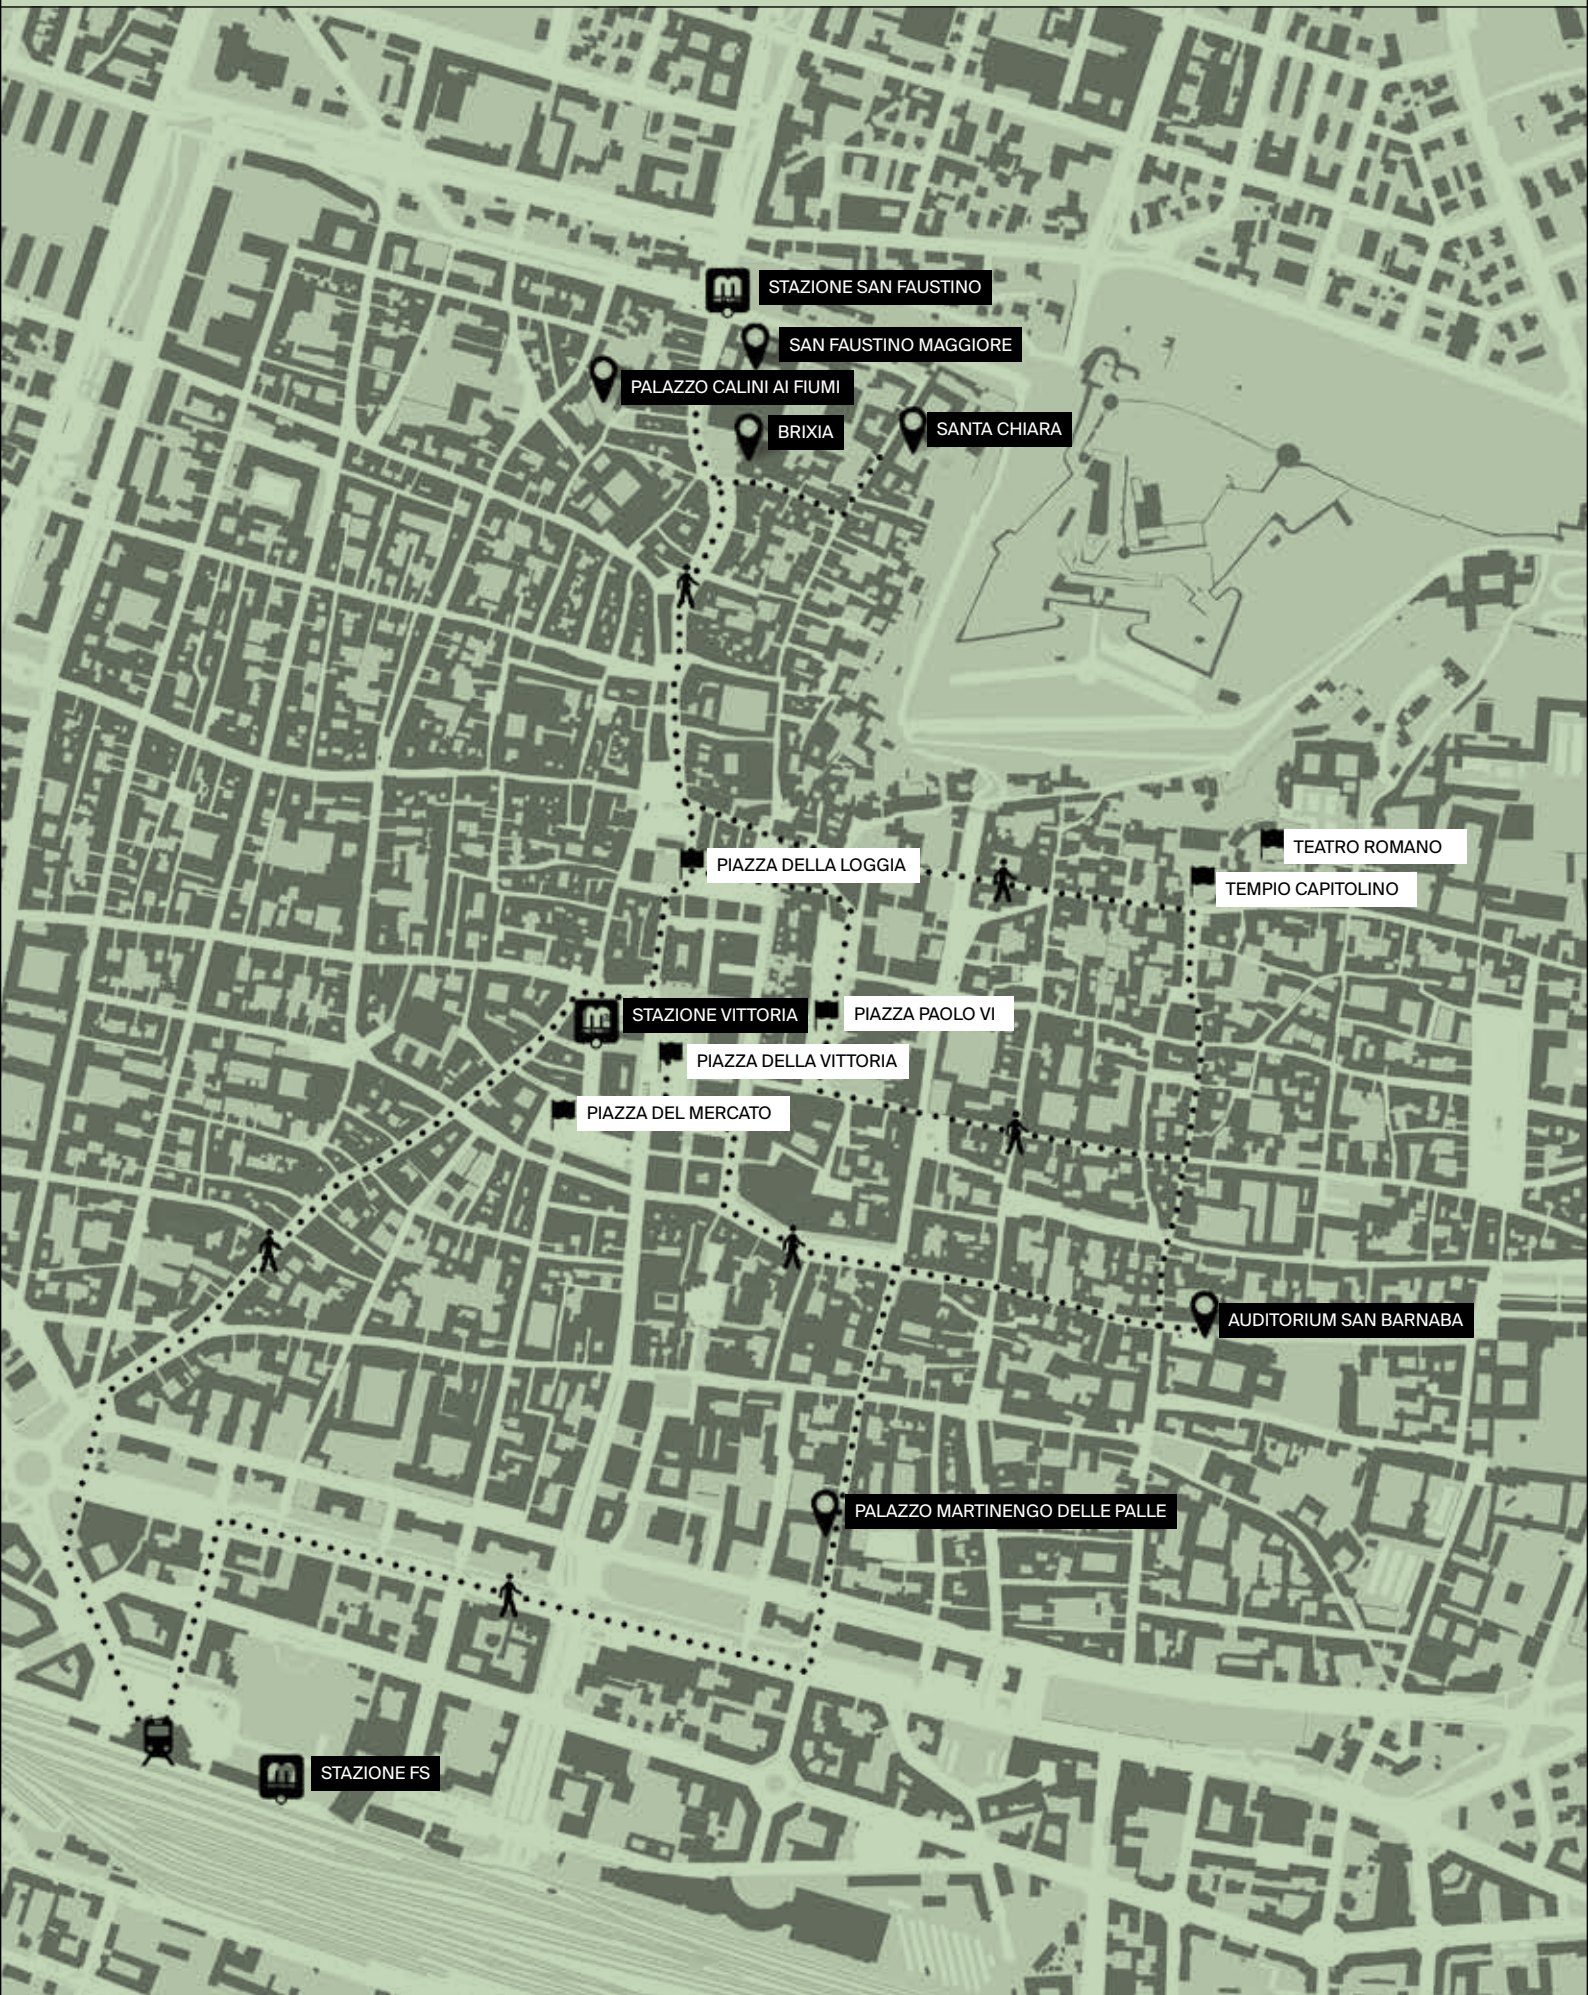 STAZIONE SAN FAUSTINO
SAN FAUSTINO MAGGIORE
PALAZZO CALINI AI FIUMI
BRIXIA
SANTA CHIARA
TEATRO ROMANO
PIAZZA DELLA LOGGIA
TEMPIO CAPITOLINO
STAZIONE VITTORIA
PIAZZA PAOLO VI
PIAZZA DELLA VITTORIA
PIAZZA DEL MERCATO
AUDITORIUM SAN BARNABA
PALAZZO MARTINENGO DELLE PALLE
STAZIONE FS